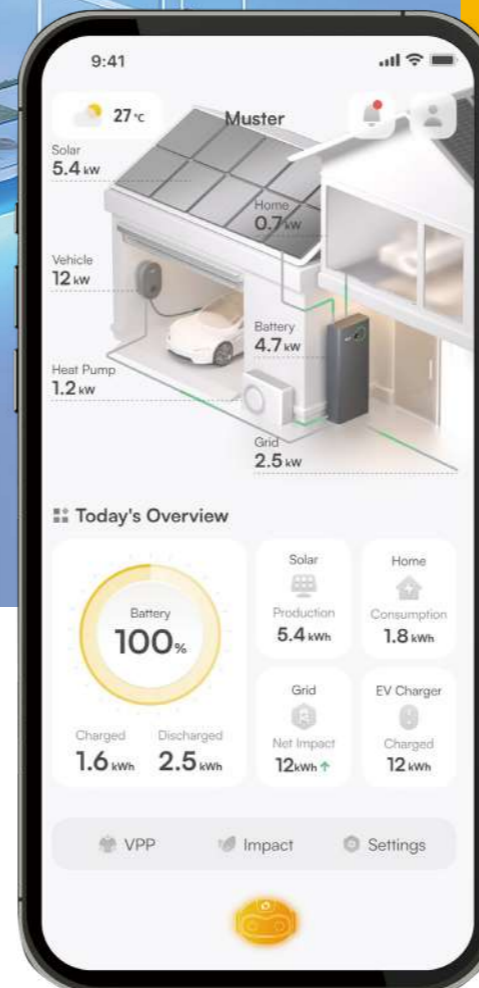 9:41
27 °C
Muster
Solar
5.4 kW
Home
0.7 kW
Vehicle
12 kW
Battery
4.7 kW
Heat Pump
1.2 kW
Grid
2.5 kW
Today's Overview
Battery
100%
Charged
1.6 kWh
Discharged
2.5 kWh
Solar
Production
5.4 kWh
Home
Consumption
1.8 kWh
Grid
Net Impact
12kWh ↑
EV Charger
Charged
12 kWh
VPP
Impact
Settings